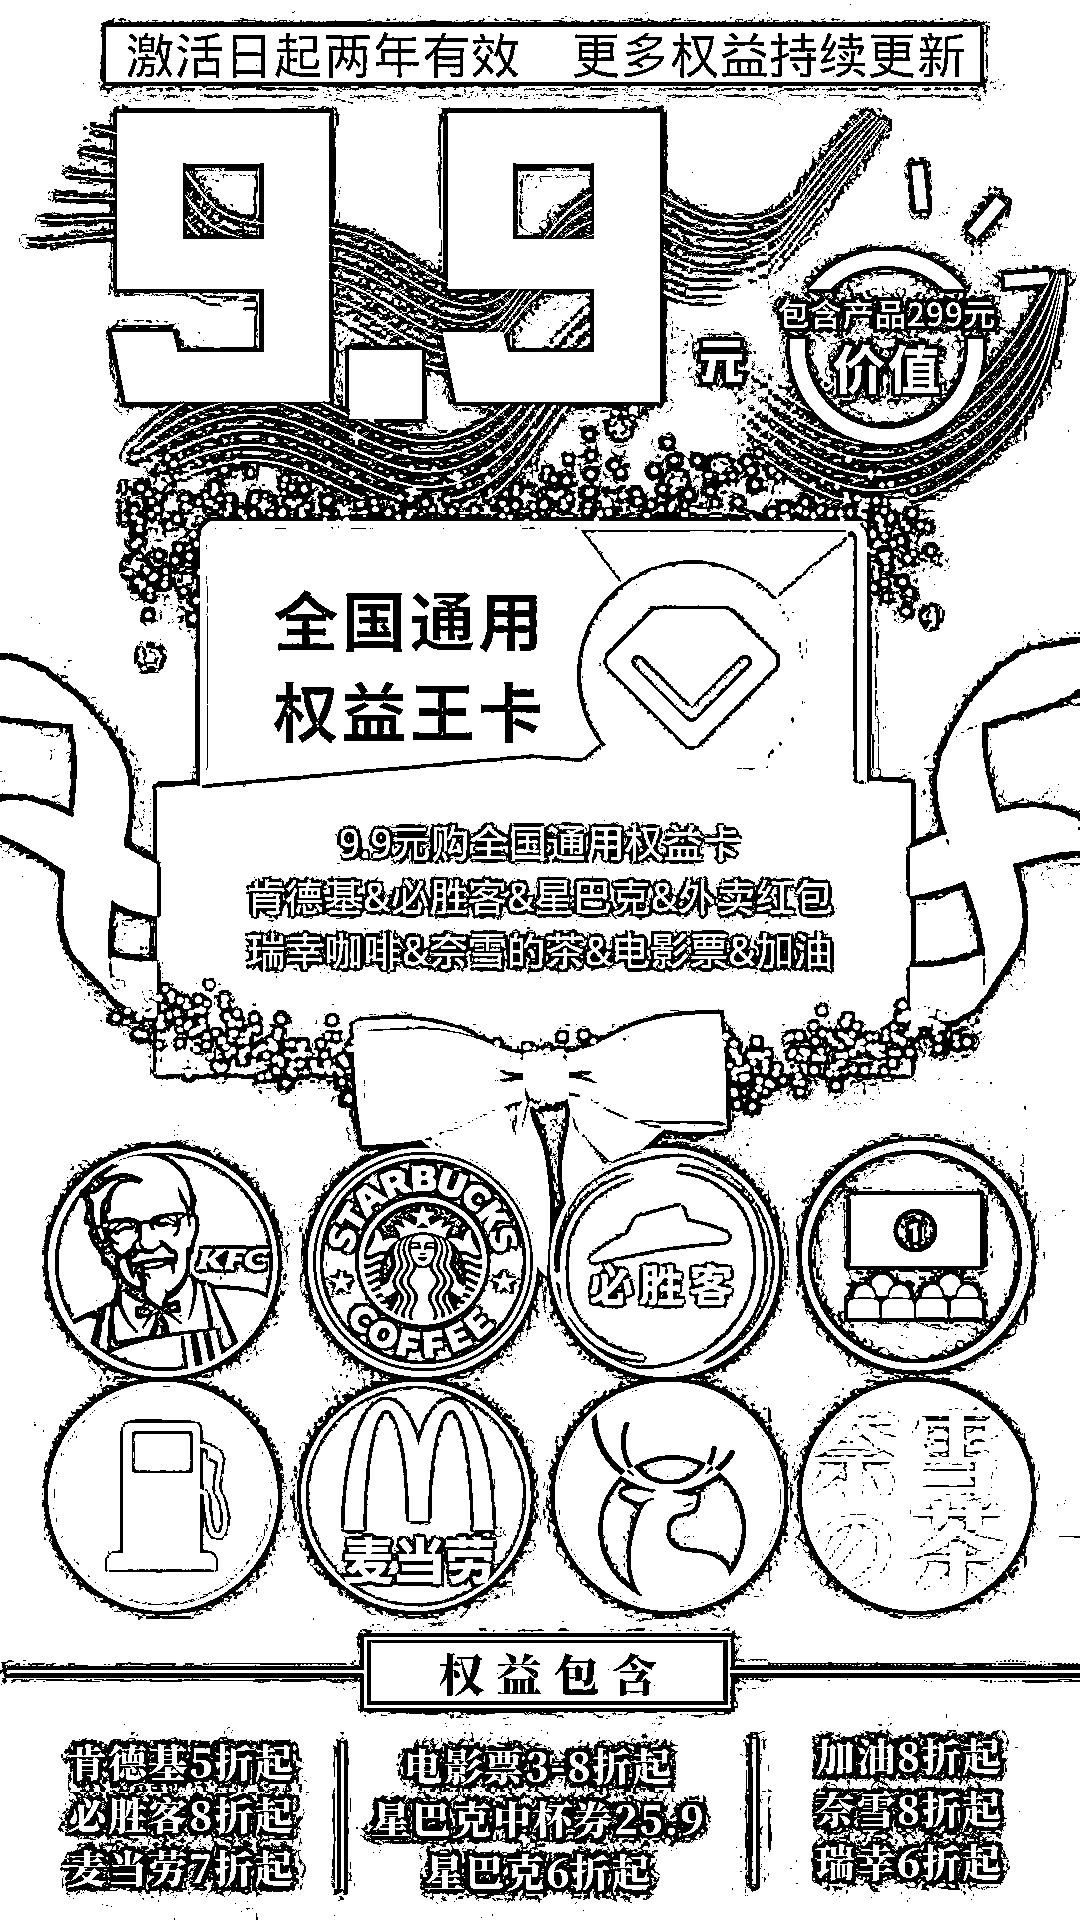 激活日起两年有效 更多权益持续更新
9.9元
包含产品299元
价值
全国通用
权益王卡
9.9元购全国通用权益卡
肯德基&必胜客&星巴克&外卖红包
瑞幸咖啡&奈雪的茶&电影票&加油
KFC
STARBUCKS
COFFEE
必胜客
1
麦当劳
奈雪
の茶
权益包含
肯德基5折起
必胜客8折起
麦当劳7折起
电影票3-8折起
星巴克中杯券25.9
星巴克6折起
加油8折起
奈雪8折起
瑞幸6折起